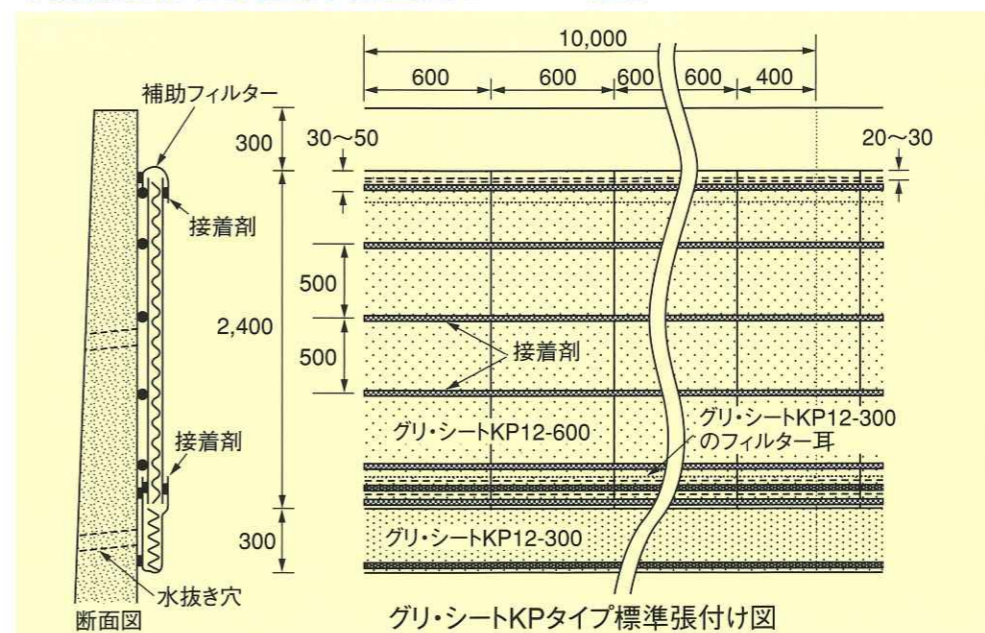 10,000
600 600 600 600 400
補助フィルター
300
30～50
20～30
接着剤
500
2,400
500
接着剤
グリ・シートKP12-600
グリ・シートKP12-300
のフィルター耳
接着剤
300
グリ・シートKP12-300
水抜き穴
断面図
グリ・シートKPタイプ標準張付け図